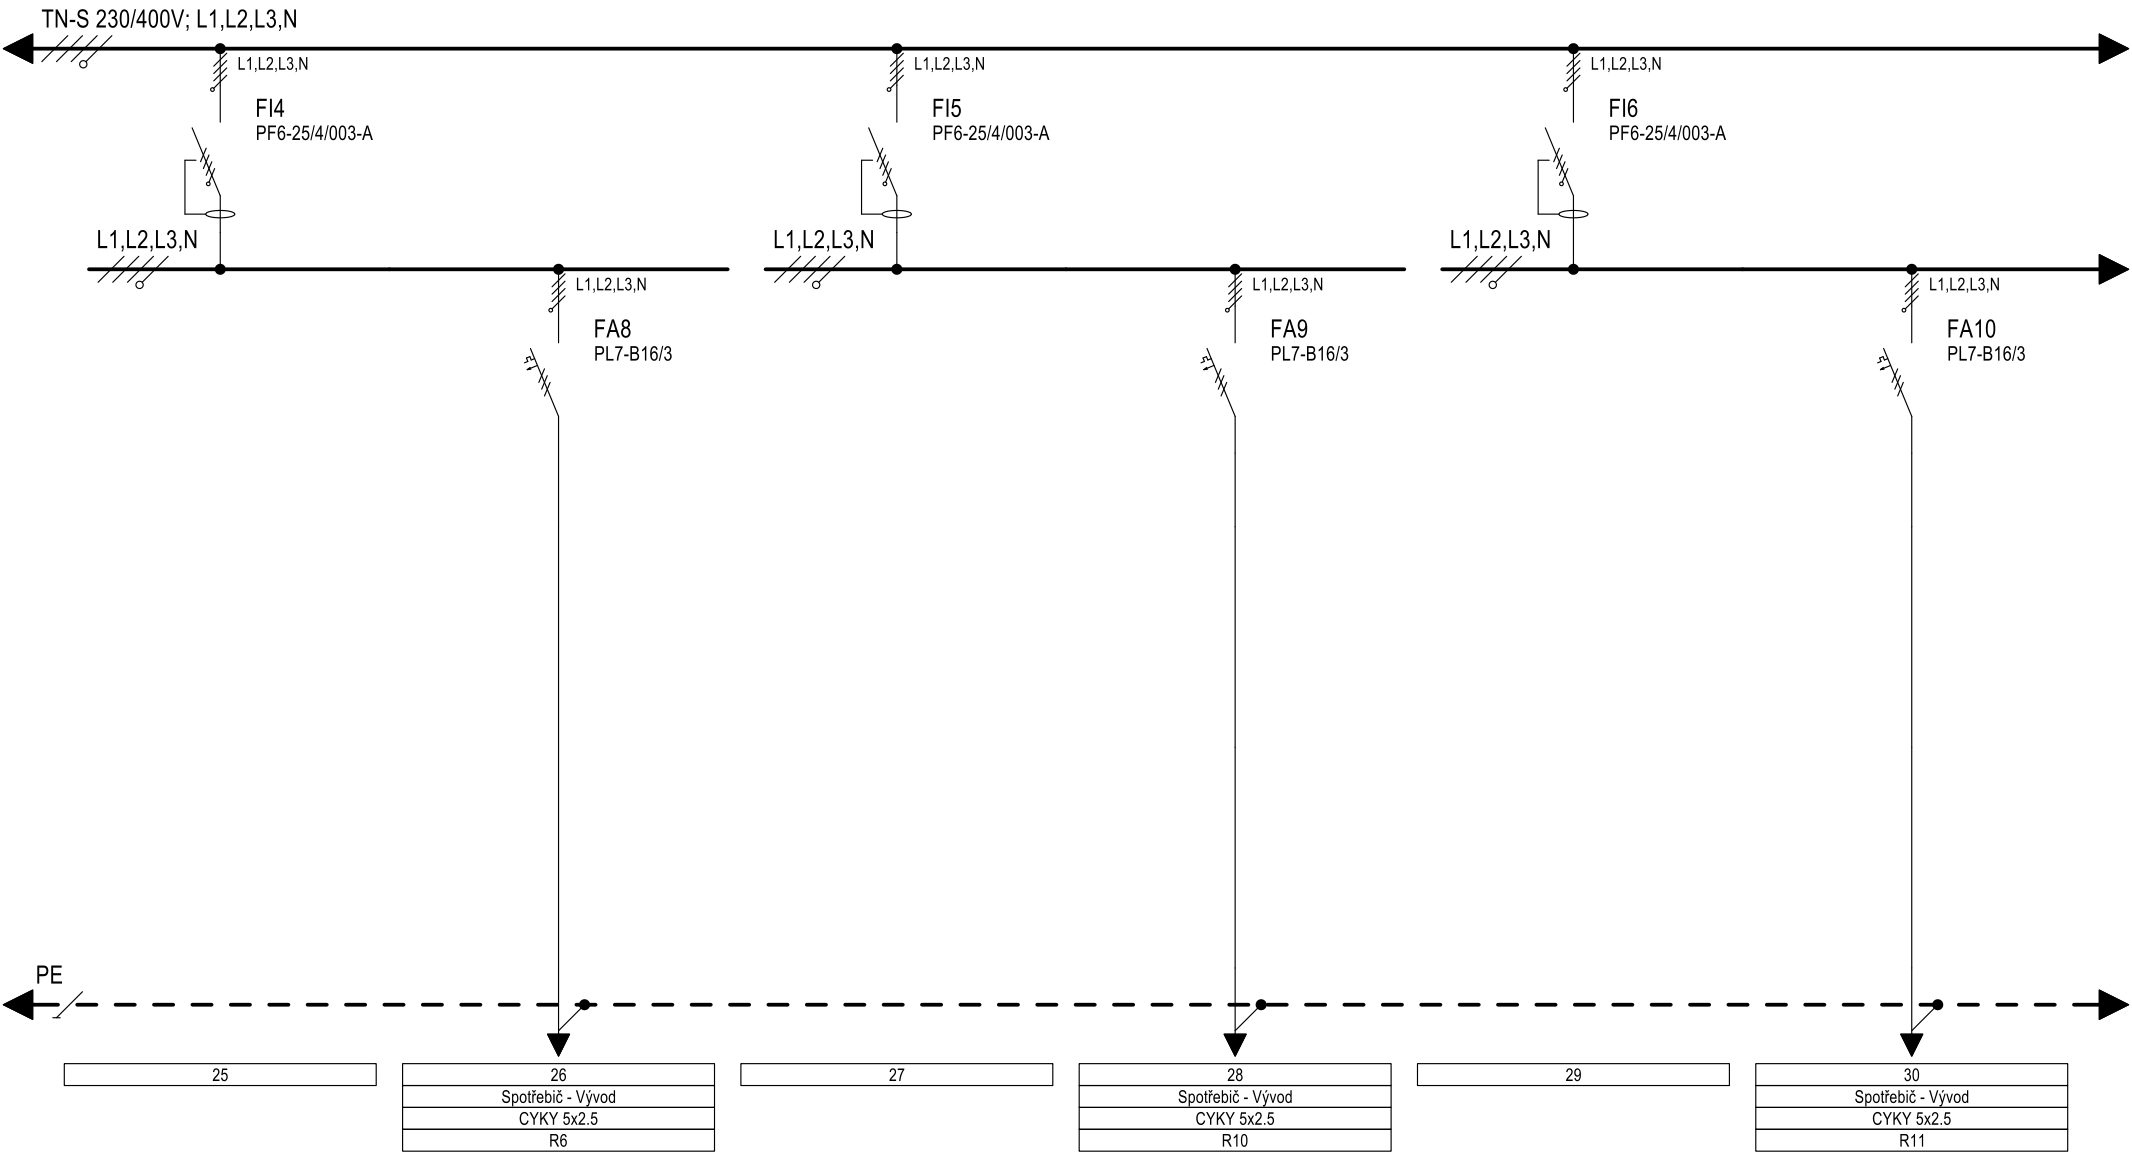 TN-S 230/400V; L1,L2,L3,N
L1,L2,L3,N
L1,L2,L3,N
L1,L2,L3,N
FI4
PF6-25/4/003-A
FI5
PF6-25/4/003-A
FI6
PF6-25/4/003-A
L1,L2,L3,N
L1,L2,L3,N
L1,L2,L3,N
L1,L2,L3,N
L1,L2,L3,N
L1,L2,L3,N
FA8
PL7-B16/3
FA9
PL7-B16/3
FA10
PL7-B16/3
PE
25
26
Spotřebič - Vývod
CYKY 5x2.5
R6
27
28
Spotřebič - Vývod
CYKY 5x2.5
R10
29
30
Spotřebič - Vývod
CYKY 5x2.5
R11